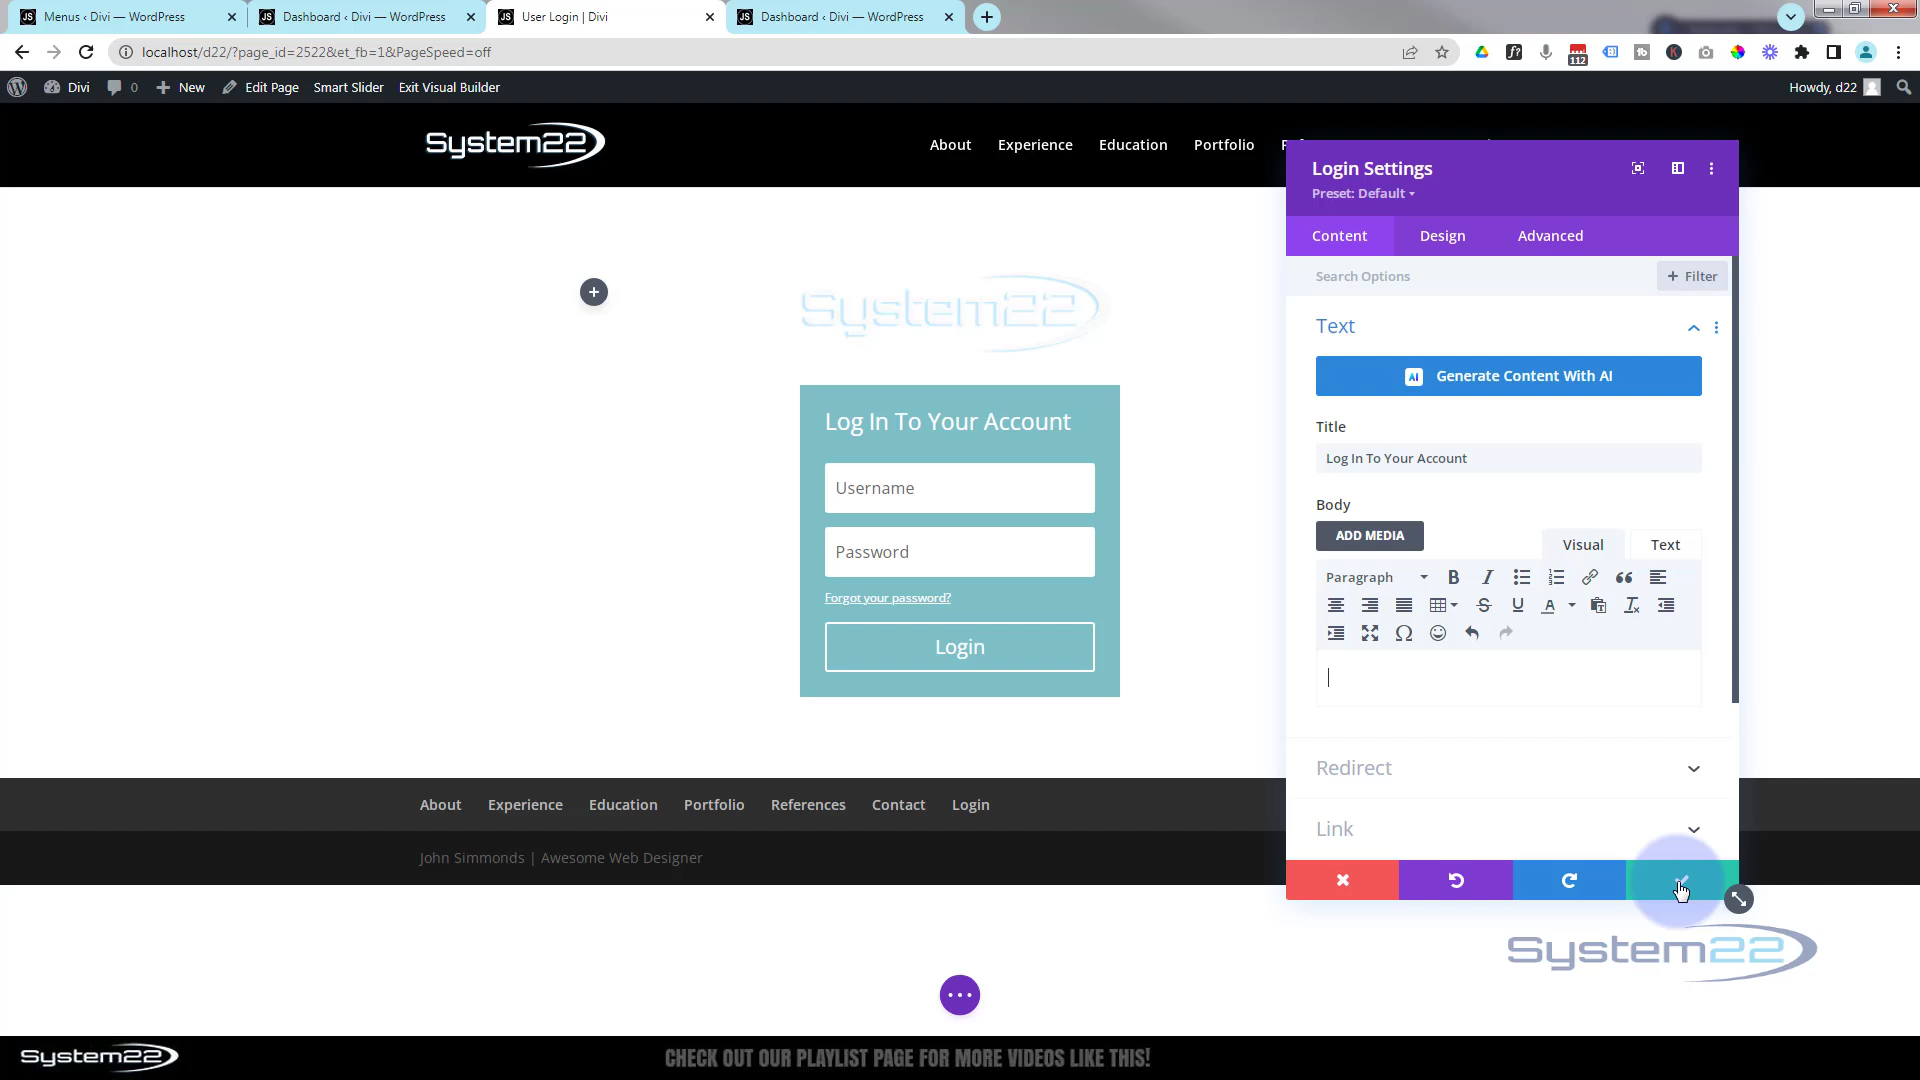 Menus ‹ Divi — WordPress
Dashboard ‹ Divi — WordPress
User Login | Divi
Dashboard ‹ Divi — WordPress
localhost/d22/?page_id=2522&et_fb=1&PageSpeed=off
112
Divi
0
New
Edit Page
Smart Slider
Exit Visual Builder
Howdy, d22
System22
About
Experience
Education
Portfolio
Login Settings
Preset: Default
Content
Design
Advanced
Search Options
+ Filter
System22
Text
AI Generate Content With AI
Log In To Your Account
Title
Log In To Your Account
Username
Body
ADD MEDIA
Visual
Text
Password
Paragraph
Forgot your password?
Login
Redirect
About
Experience
Education
Portfolio
References
Contact
Login
Link
John Simmonds | Awesome Web Designer
System22
System22
CHECK OUT OUR PLAYLIST PAGE FOR MORE VIDEOS LIKE THIS!